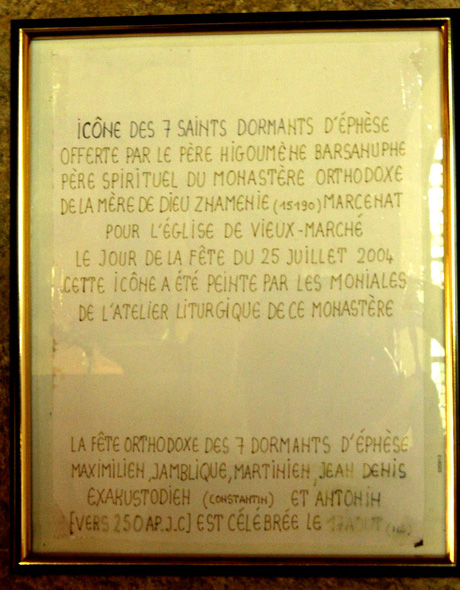 ICÔNE DES 7 SAINTS DORMANTS D'ÉPHÈSE
OFFERTE PAR LE PÈRE HIGOUMÈNE BARSANUPHE
PÈRE SPIRITUEL DU MONASTÈRE ORTHODOXE
DE LA MÈRE DE DIEU ZNAMENIE (15190) MARCENAT
POUR L'ÉGLISE DE VIEUX-MARCHÉ
LE JOUR DE LA FÊTE DU 25 JUILLET 2004
CETTE ICÔNE A ÉTÉ PEINTE PAR LES MONIALES
DE L'ATELIER LITURGIQUE DE CE MONASTÈRE
LA FÊTE ORTHODOXE DES 7 DORMANTS D'ÉPHÈSE
MAXIMILIEN, JAMBLIQUE, MARTINIEN, JEAN DENIS
EXAKUSTODIEN (CONSTANTIN) ET ANTONIN
[VERS 250 AP.J.C] EST CÉLÉBRÉE LE 17 AOUT